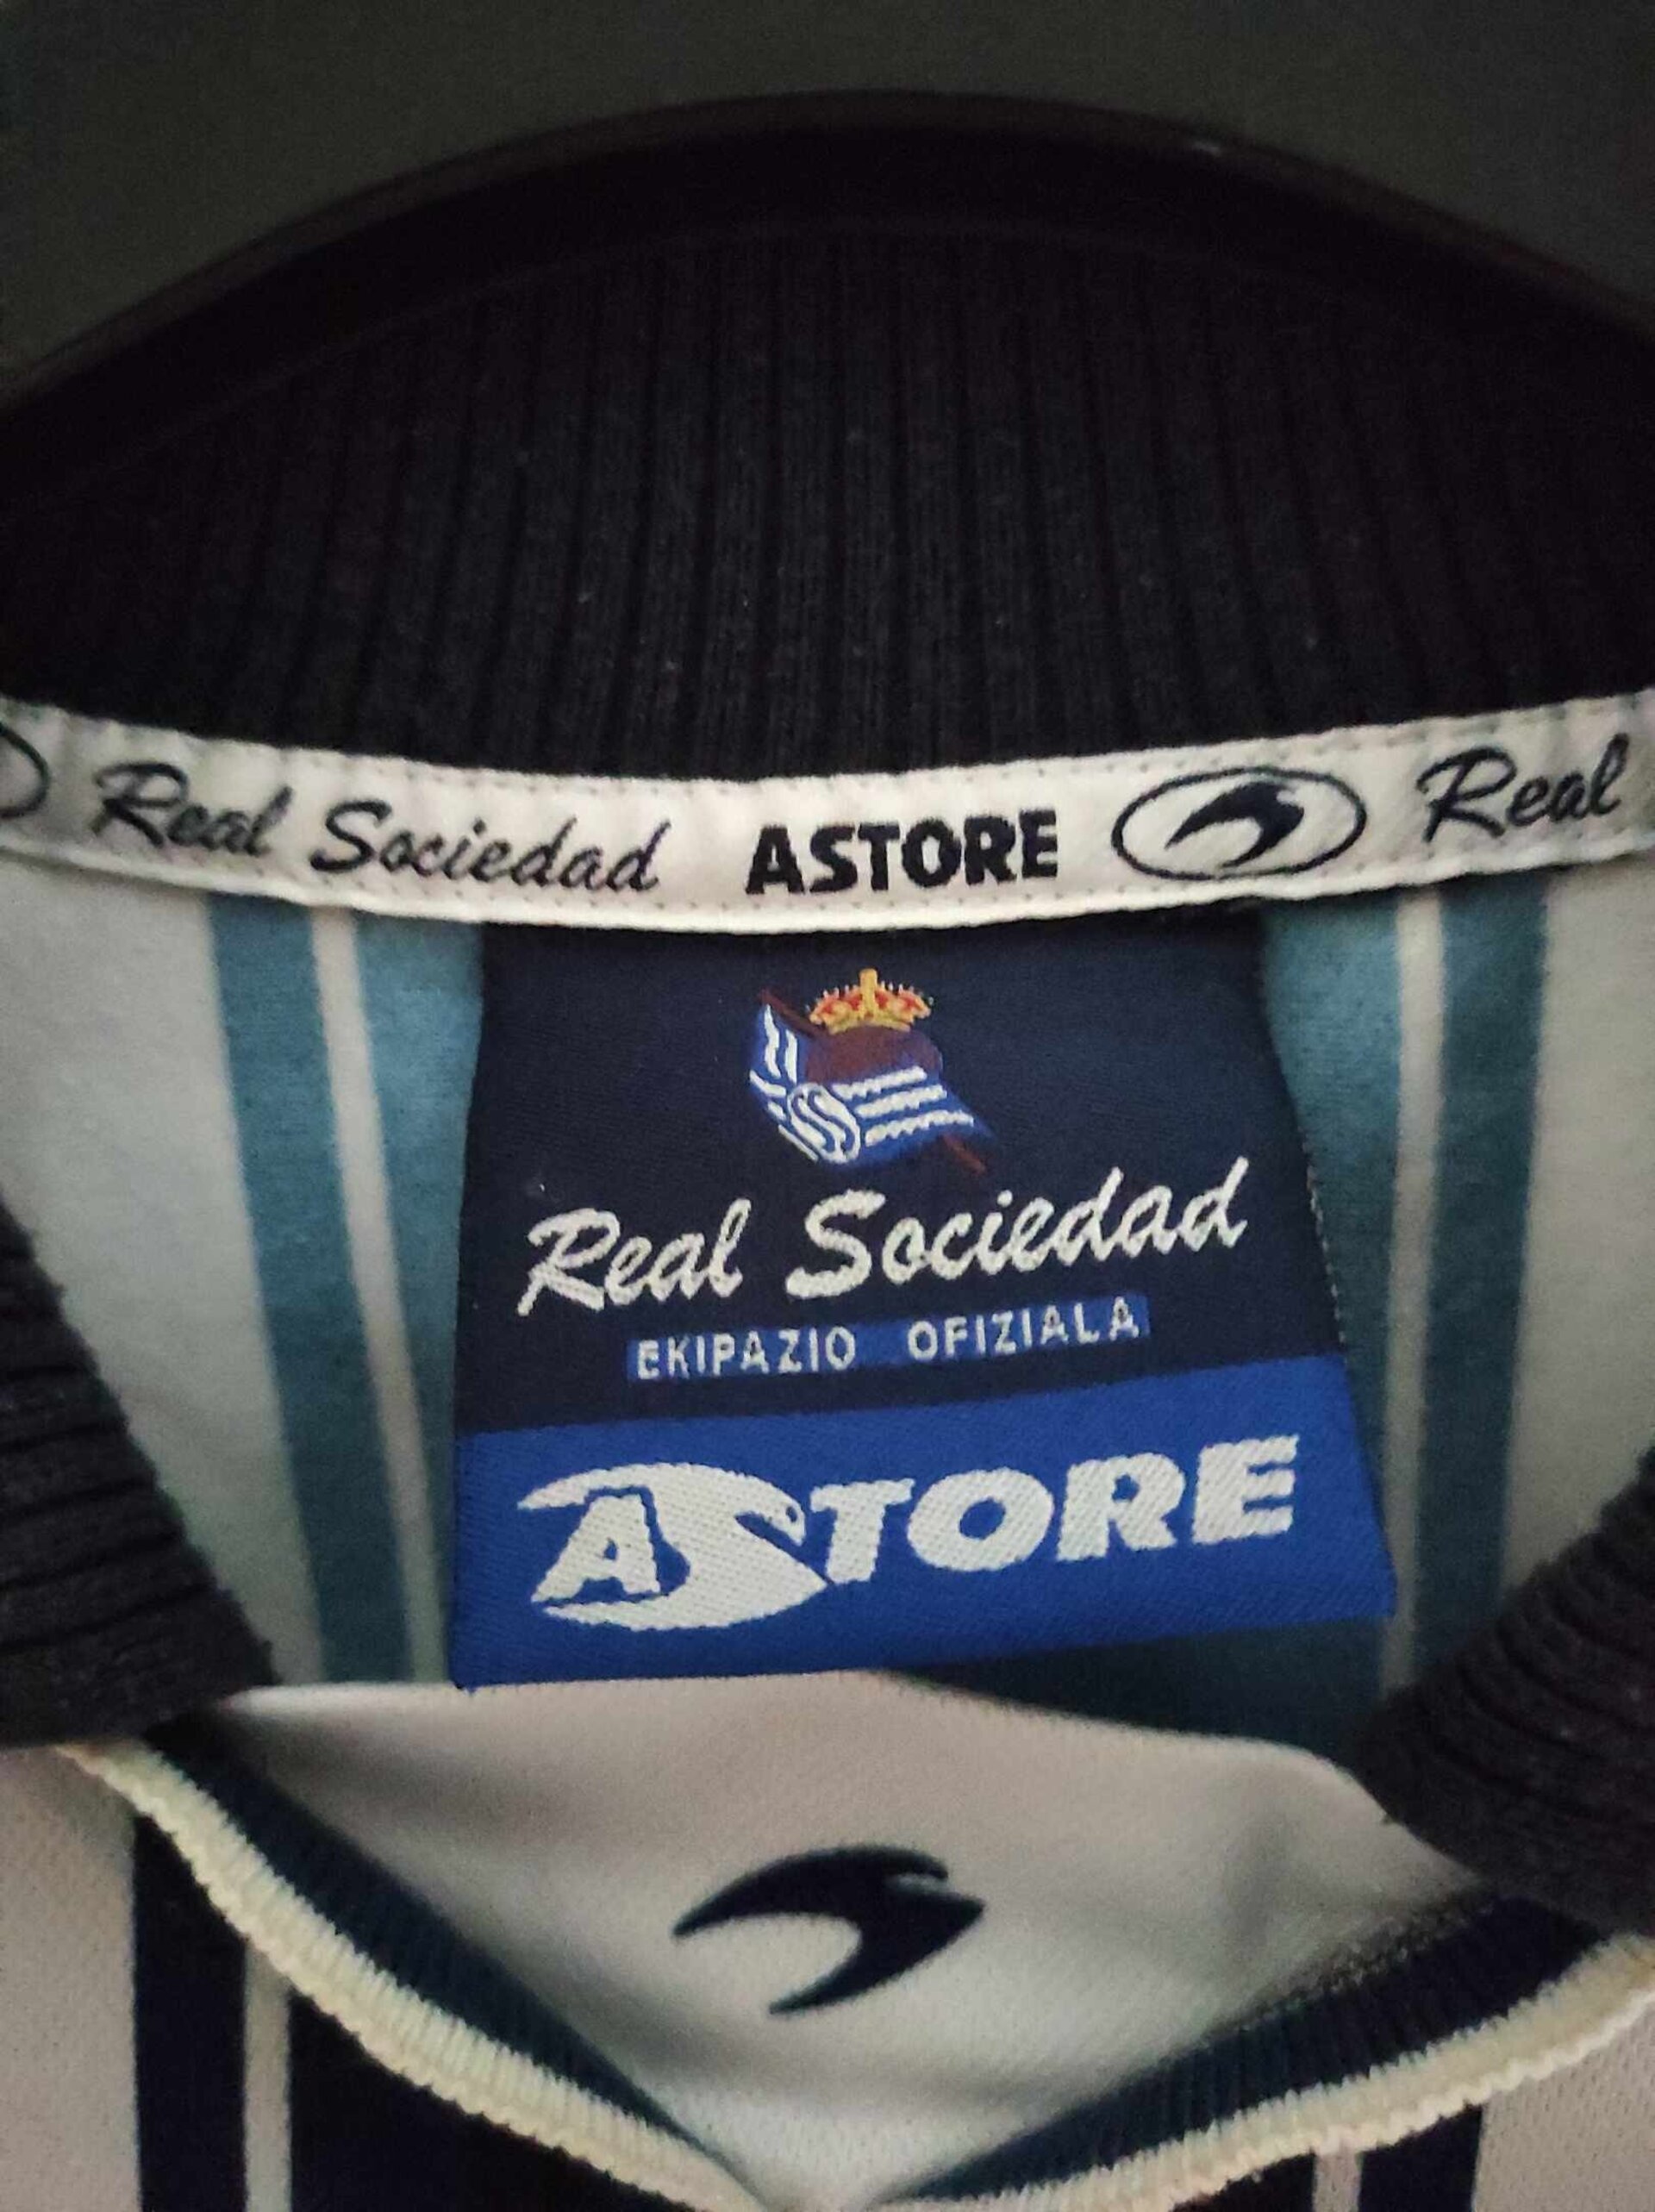 Real Sociedad ASTORE Real
Real Sociedad
EKIPAZIO OFIZIALA
ASTORE